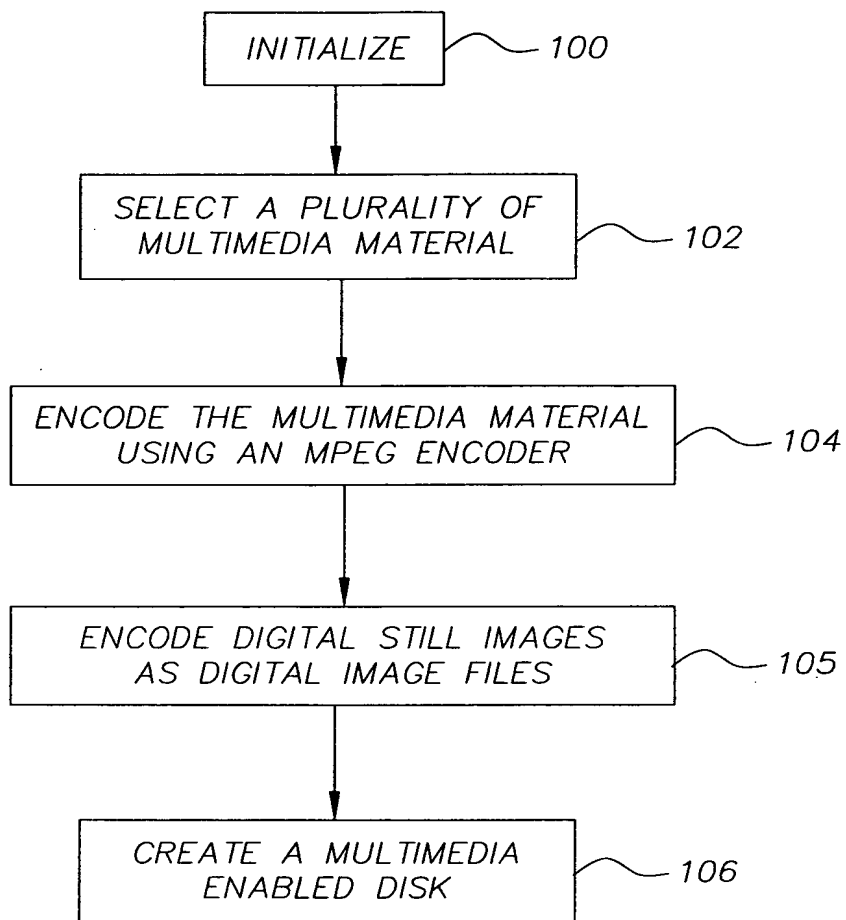 INITIALIZE
100
SELECT A PLURALITY OF
MULTIMEDIA MATERIAL
102
ENCODE THE MULTIMEDIA MATERIAL
USING AN MPEG ENCODER
104
ENCODE DIGITAL STILL IMAGES
AS DIGITAL IMAGE FILES
105
CREATE A MULTIMEDIA
ENABLED DISK
106